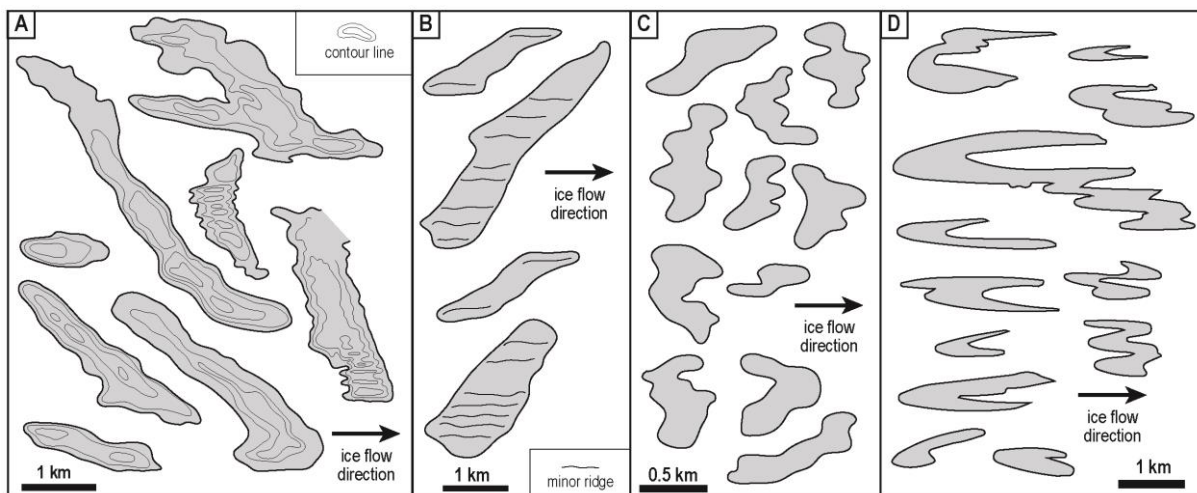 A
contour line
ice flow
direction
1 km
B
ice flow
direction
1 km
minor ridge
C
ice flow
direction
0.5 km
D
ice flow
direction
1 km